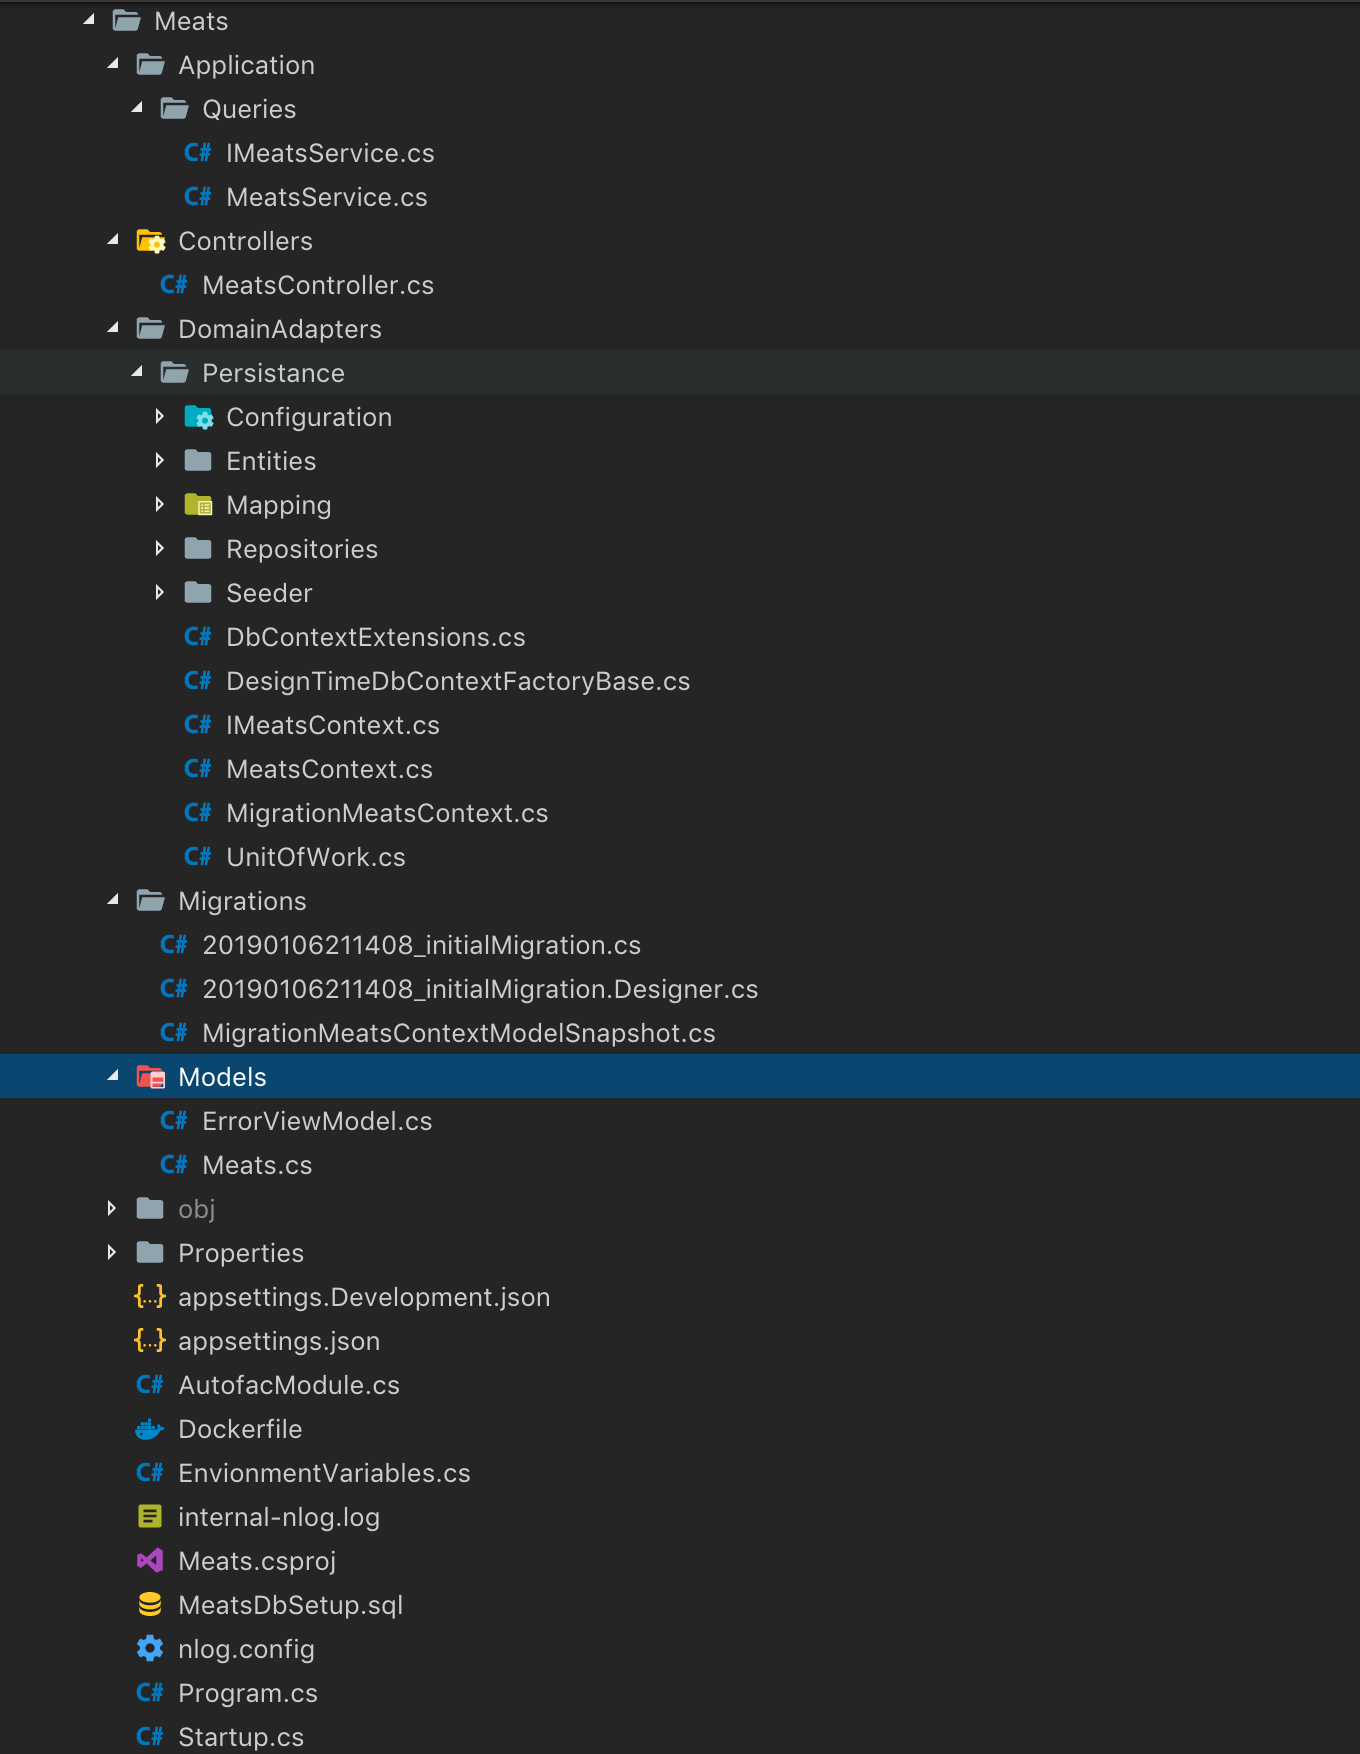 Meats
Application
Queries
C# IMeatsService.cs
C# MeatsService.cs
Controllers
C# MeatsController.cs
DomainAdapters
Persistance
Configuration
Entities
Mapping
Repositories
Seeder
C# DbContextExtensions.cs
C# DesignTimeDbContextFactoryBase.cs
C# IMeatsContext.cs
C# MeatsContext.cs
C# MigrationMeatsContext.cs
C# UnitOfWork.cs
Migrations
C# 20190106211408_initialMigration.cs
C# 20190106211408_initialMigration.Designer.cs
C# MigrationMeatsContextModelSnapshot.cs
Models
C# ErrorViewModel.cs
C# Meats.cs
obj
Properties
{...} appsettings.Development.json
{...} appsettings.json
C# AutofacModule.cs
Dockerfile
C# EnvionmentVariables.cs
internal-nlog.log
Meats.csproj
MeatsDbSetup.sql
nlog.config
C# Program.cs
C# Startup.cs